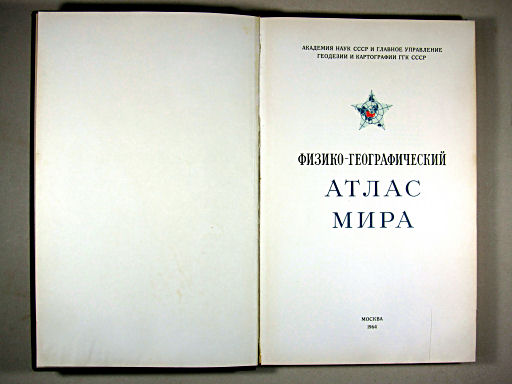 АКАДЕМИЯ НАУК СССР И ГЛАВНОЕ УПРАВЛЕНИЕ
ГЕОДЕЗИИ И КАРТОГРАФИИ ГГК СССР
ФИЗИКО-ГЕОГРАФИЧЕСКИЙ
АТЛАС
МИРА
МОСКВА
1964